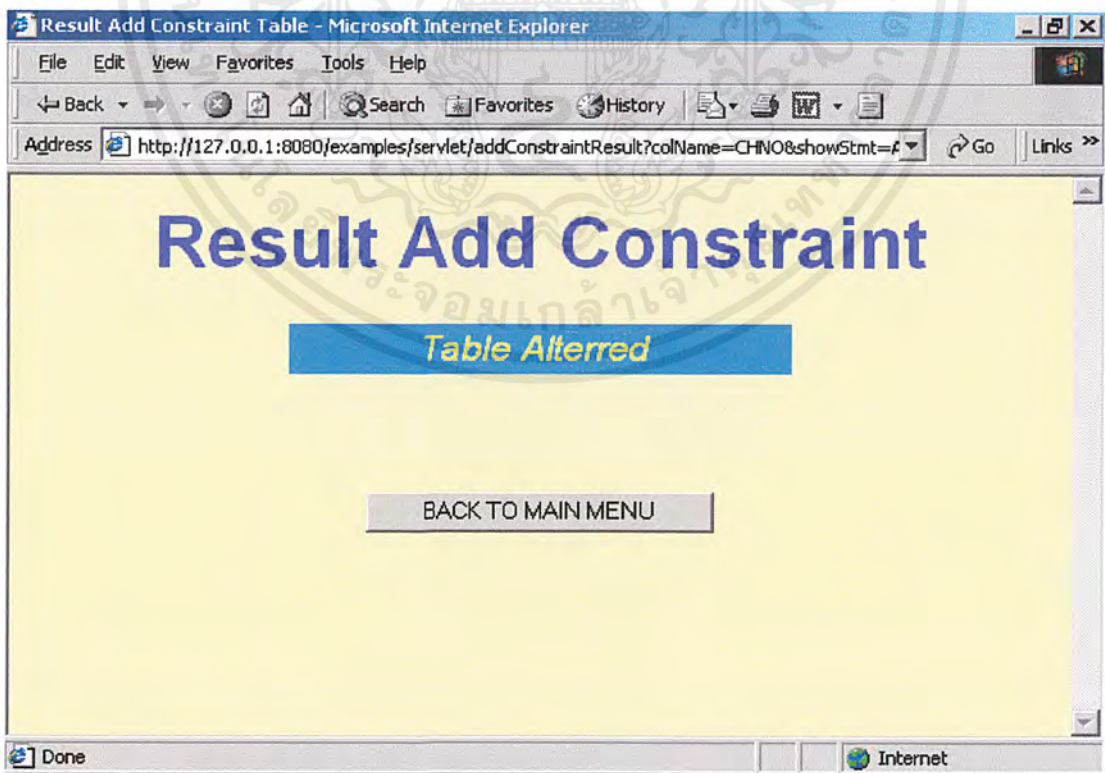 Result Add Constraint Table - Microsoft Internet Explorer
File Edit View Favorites Tools Help
Back Search Favorites History
Address http://127.0.0.1:8080/examples/servlet/addConstraintResult?colName=CHNO&showStmt=A Go Links »
Result Add Constraint
Table Alterred
BACK TO MAIN MENU
Done Internet